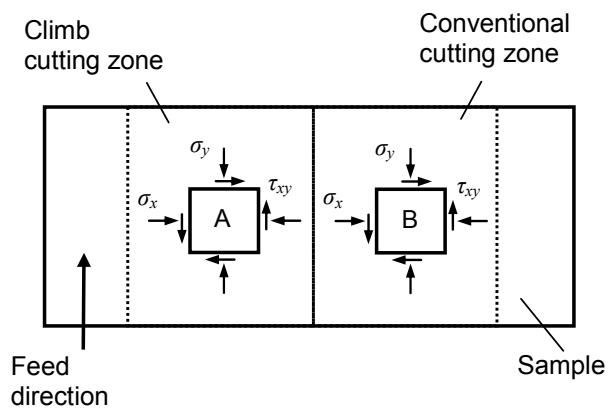 Climb
cutting zone
Conventional
cutting zone
σy
σy
σx
τxy
σx
τxy
A
B
Feed
direction
Sample